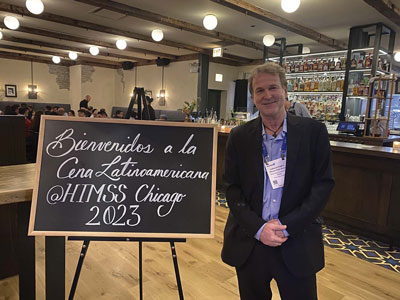 Bienvenidos a la
Cena Latinoamericana
@HIMSS Chicago
2023